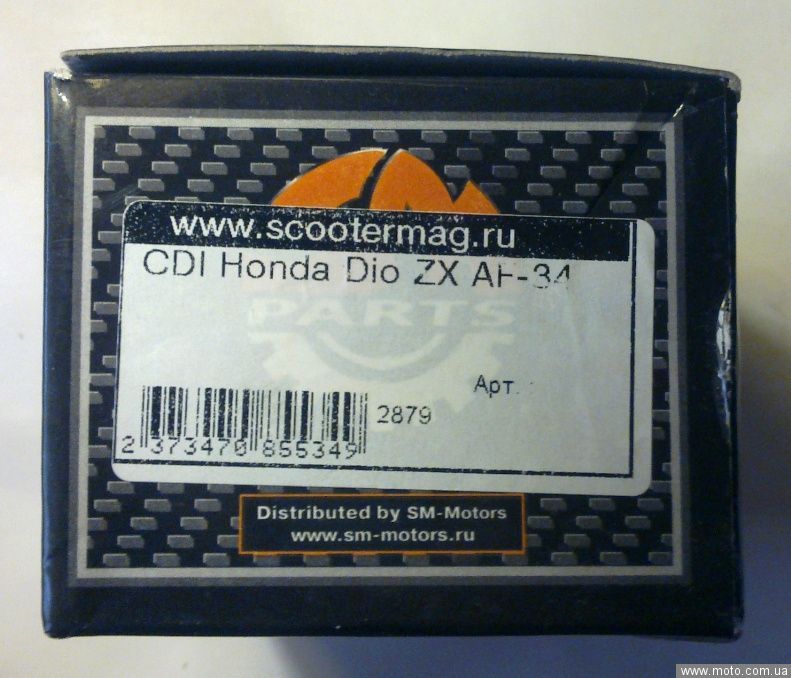 www.scootermag.ru
CDI Honda Dio ZX AF-34
PARTS
Арт.
2879
2 373470 855349
Distributed by SM-Motors
www.sm-motors.ru
www.moto.com.ua